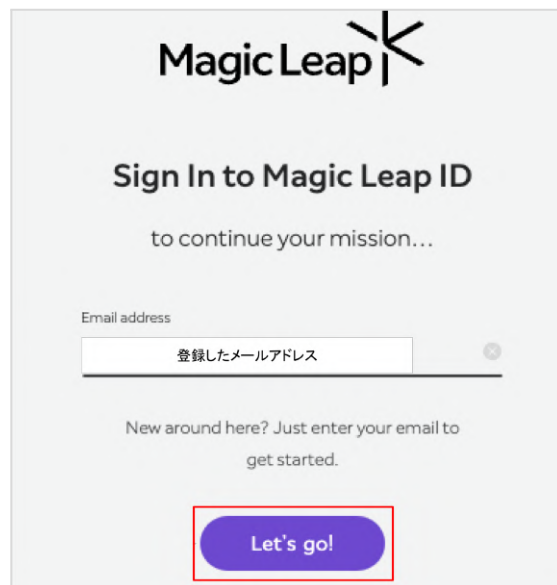 Magic Leap
Sign In to Magic Leap ID
to continue your mission...
Email address
登録したメールアドレス
New around here? Just enter your email to
get started.
Let's go!